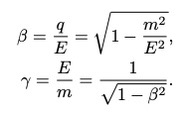 β = q/E = √(1 − m²/E²),
γ = E/m = 1/√(1 − β²).